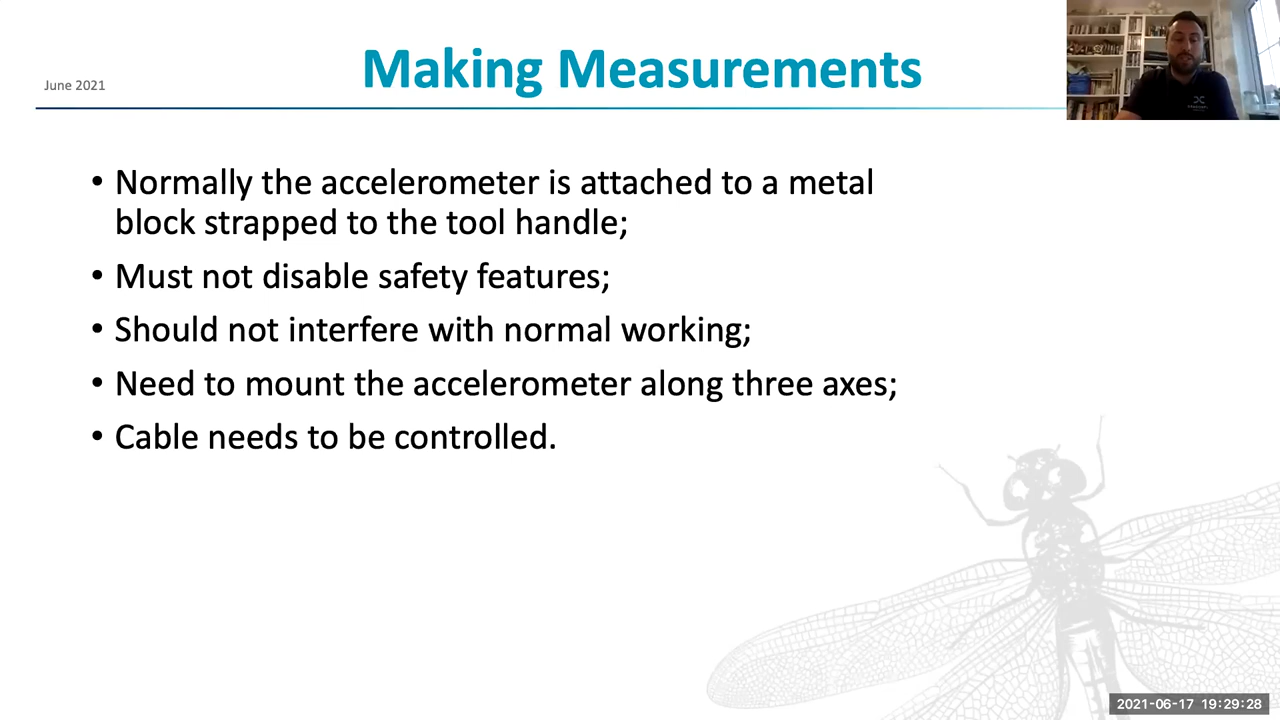 Making Measurements
June 2021
• Normally the accelerometer is attached to a metal
block strapped to the tool handle;
• Must not disable safety features;
• Should not interfere with normal working;
• Need to mount the accelerometer along three axes;
• Cable needs to be controlled.
2021-06-17 19:29:28